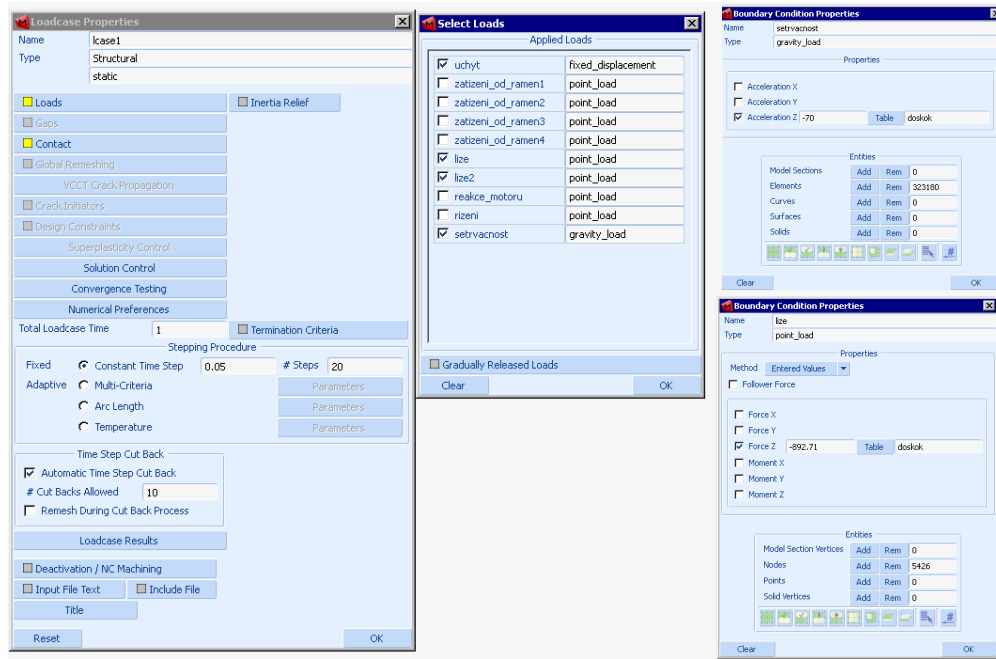 Loadcase Properties
Name lcase1
Type Structural
static
Loads Inertia Relief
Gaps
Contact
Global Remeshing
VCCT Crack Propagation
Crack Initiators
Design Constraints
Superplasticity Control
Solution Control
Convergence Testing
Numerical Preferences
Total Loadcase Time 1 Termination Criteria
Stepping Procedure
Fixed Constant Time Step 0.05 # Steps 20
Adaptive Multi-Criteria Parameters
Arc Length Parameters
Temperature Parameters
Time Step Cut Back
Automatic Time Step Cut Back
# Cut Backs Allowed 10
Remesh During Cut Back Process
Loadcase Results
Deactivation / NC Machining
Input File Text Include File
Title
Reset OK
Select Loads
Applied Loads
uchyt fixed_displacement
zatizeni_od_ramen1 point_load
zatizeni_od_ramen2 point_load
zatizeni_od_ramen3 point_load
zatizeni_od_ramen4 point_load
lize point_load
lize2 point_load
reakce_motoru point_load
rizeni point_load
setrvacnost gravity_load
Gradually Released Loads
Clear OK
Boundary Condition Properties
Name setrvacnost
Type gravity_load
Properties
Acceleration X
Acceleration Y
Acceleration Z -70 Table doskok
Entities
Model Sections Add Rem 0
Elements Add Rem 323180
Curves Add Rem 0
Surfaces Add Rem 0
Solids Add Rem 0
Clear OK
Boundary Condition Properties
Name lize
Type point_load
Properties
Method Entered Values
Follower Force
Force X
Force Y
Force Z -892.71 Table doskok
Moment X
Moment Y
Moment Z
Entities
Model Section Vertices Add Rem 0
Nodes Add Rem 5426
Points Add Rem 0
Solid Vertices Add Rem 0
Clear OK